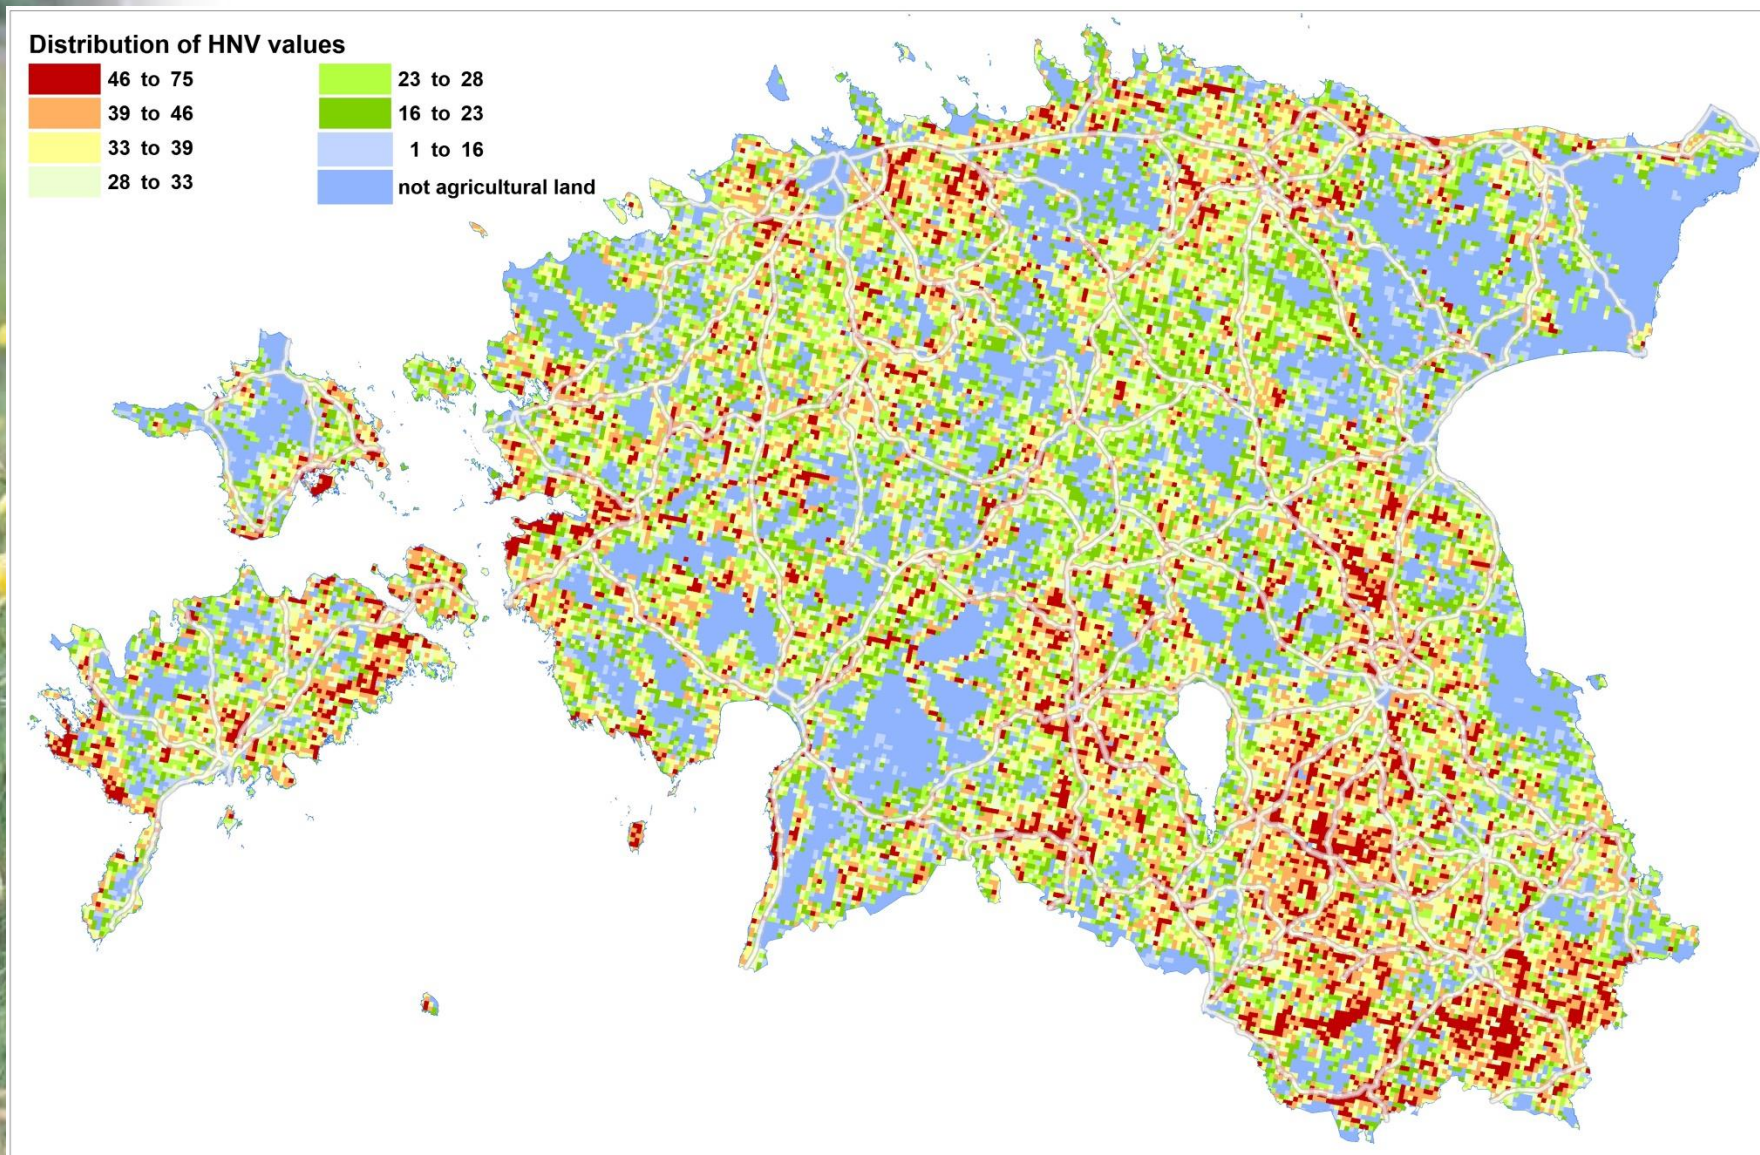 Distribution of HNV values
46 to 75
39 to 46
33 to 39
28 to 33
23 to 28
16 to 23
1 to 16
not agricultural land